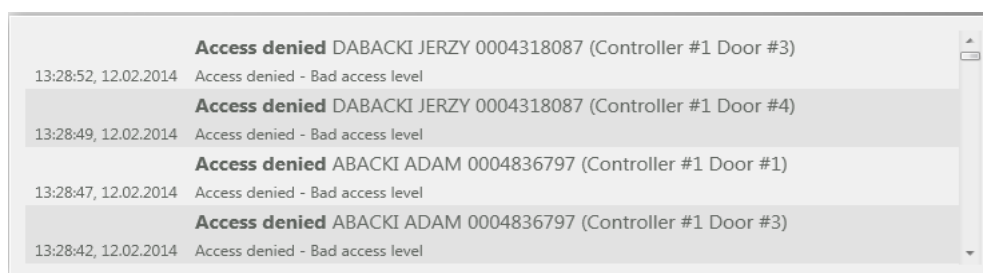 Access denied DABACKI JERZY 0004318087 (Controller #1 Door #3)
13:28:52, 12.02.2014 Access denied - Bad access level
Access denied DABACKI JERZY 0004318087 (Controller #1 Door #4)
13:28:49, 12.02.2014 Access denied - Bad access level
Access denied ABACKI ADAM 0004836797 (Controller #1 Door #1)
13:28:47, 12.02.2014 Access denied - Bad access level
Access denied ABACKI ADAM 0004836797 (Controller #1 Door #3)
13:28:42, 12.02.2014 Access denied - Bad access level